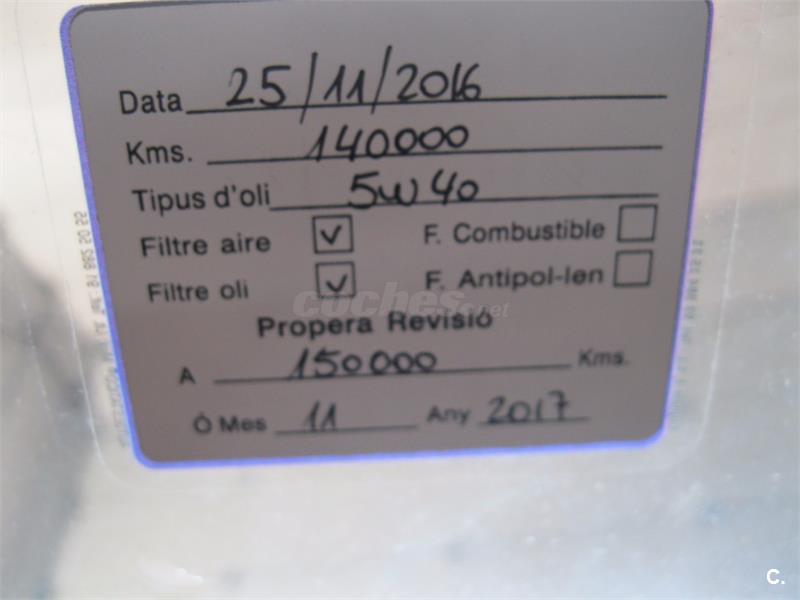 Data 25/11/2016
Kms. 140000
Tipus d'oli 5W40
Filtre aire ✓ F. Combustible
Filtre oli ✓ F. Antipol-len
coches.net
Propera Revisió
A 150000 Kms.
Ó Mes 11 Any 2017
C.